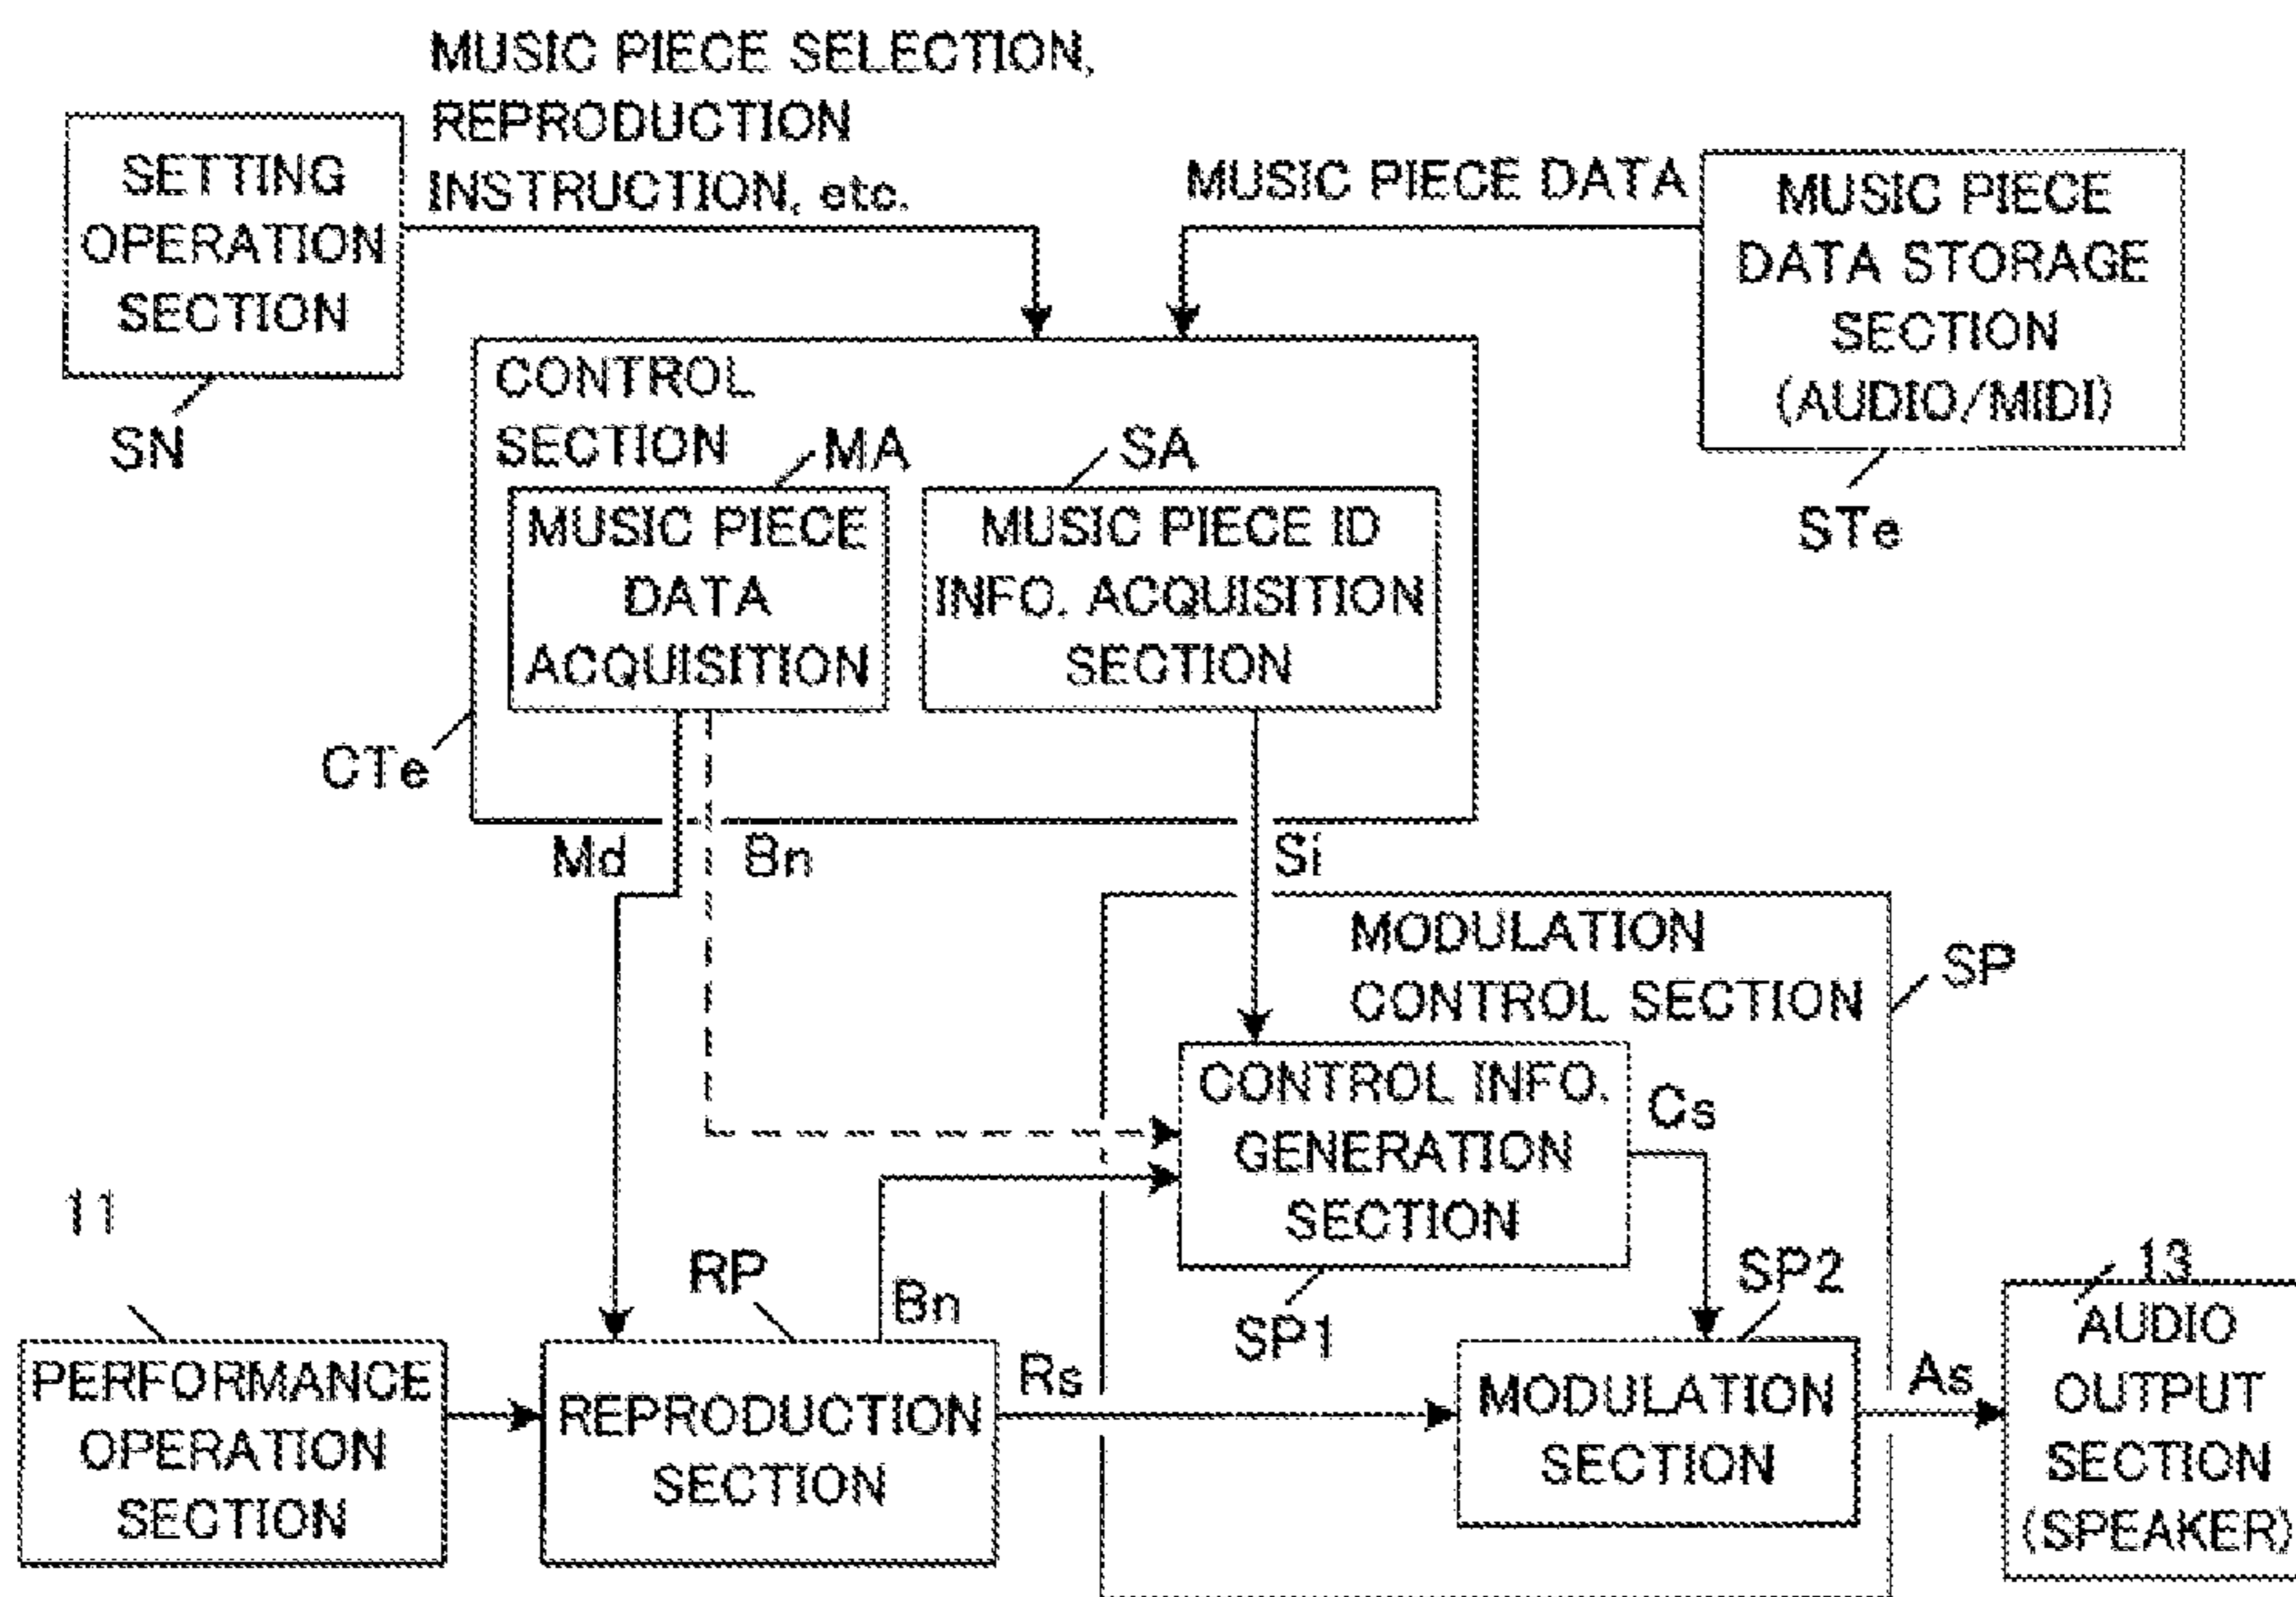 MUSIC PIECE SELECTION,
REPRODUCTION
INSTRUCTION, etc.
SETTING
OPERATION
SECTION
SN
MUSIC PIECE DATA
MUSIC PIECE
DATA STORAGE
SECTION
(AUDIO/MIDI)
STe
CONTROL
SECTION
MA
SA
MUSIC PIECE
DATA
ACQUISITION
MUSIC PIECE ID
INFO. ACQUISITION
SECTION
CTe
Md
Bn
Si
MODULATION
CONTROL SECTION
SP
CONTROL INFO.
GENERATION
SECTION
Cs
SP1
11
PERFORMANCE
OPERATION
SECTION
RP
Bn
REPRODUCTION
SECTION
Rs
SP2
MODULATION
SECTION
As
13
AUDIO
OUTPUT
SECTION
(SPEAKER)